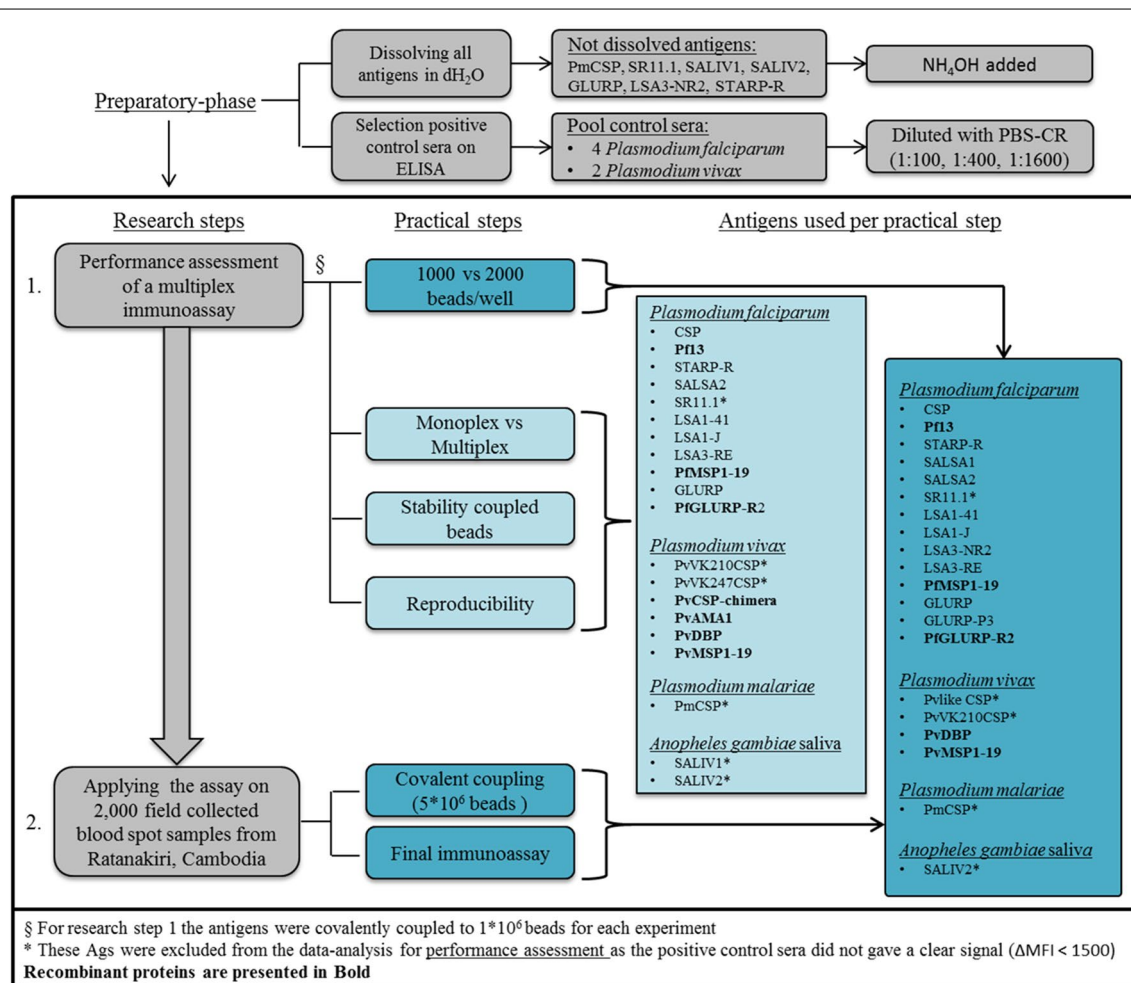 Dissolving all
antigens in dH₂O
Not dissolved antigens:
PmCSP, SR11.1, SALIV1, SALIV2,
GLURP, LSA3-NR2, STARP-R
NH₄OH added
Preparatory-phase
Selection positive
control sera on
ELISA
Pool control sera:
• 4 Plasmodium falciparum
• 2 Plasmodium vivax
Diluted with PBS-CR
(1:100, 1:400, 1:1600)
Research steps
Practical steps
Antigens used per practical step
1.
Performance assessment
of a multiplex
immunoassay
§
1000 vs 2000
beads/well
Monoplex vs
Multiplex
Stability coupled
beads
Reproducibility
Plasmodium falciparum
• CSP
• Pf13
• STARP-R
• SALSA2
• SR11.1*
• LSA1-41
• LSA1-J
• LSA3-RE
• PfMSP1-19
• GLURP
• PfGLURP-R2
Plasmodium vivax
• PvVK210CSP*
• PvVK247CSP*
• PvCSP-chimera
• PvAMA1
• PvDBP
• PvMSP1-19
Plasmodium malariae
• PmCSP*
Anopheles gambiae saliva
• SALIV1*
• SALIV2*
Plasmodium falciparum
• CSP
• Pf13
• STARP-R
• SALSA1
• SALSA2
• SR11.1*
• LSA1-41
• LSA1-J
• LSA3-NR2
• LSA3-RE
• PfMSP1-19
• GLURP
• GLURP-P3
• PfGLURP-R2
Plasmodium vivax
• Pvlike CSP*
• PvVK210CSP*
• PvDBP
• PvMSP1-19
Plasmodium malariae
• PmCSP*
Anopheles gambiae saliva
• SALIV2*
2.
Applying the assay on
2,000 field collected
blood spot samples from
Ratanakiri, Cambodia
Covalent coupling
(5*10⁶ beads )
Final immunoassay
§ For research step 1 the antigens were covalently coupled to 1*10⁶ beads for each experiment
* These Ags were excluded from the data-analysis for performance assessment as the positive control sera did not gave a clear signal (ΔMFI < 1500)
Recombinant proteins are presented in Bold